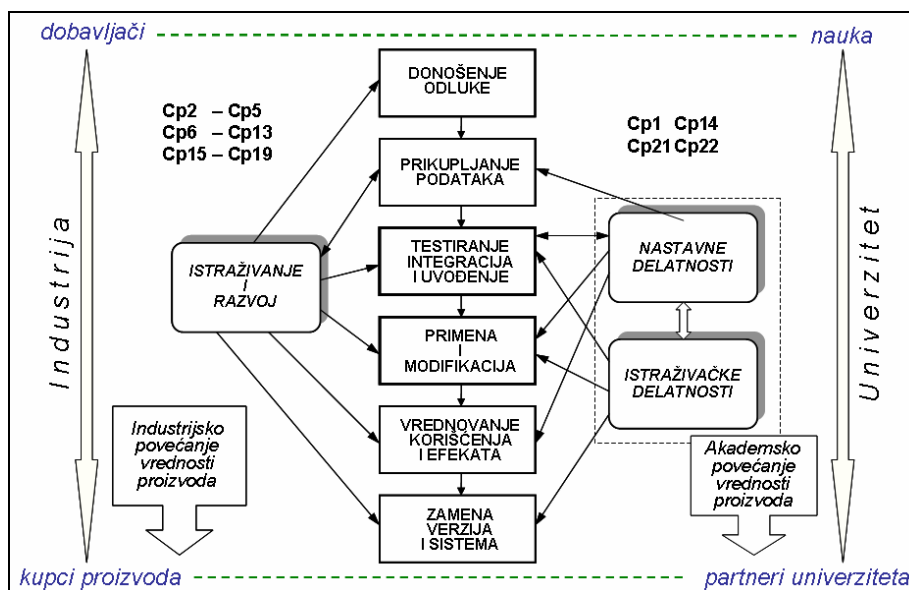 dobavljači
nauka
DONOŠENJE
ODLUKE
Cp2 – Cp5
Cp6 – Cp13
Cp15 – Cp19
Cp1 Cp14
Cp21 Cp22
PRIKUPLJANJE
PODATAKA
Industrija
ISTRAŽIVANJE
I
RAZVOJ
TESTIRANJE
INTEGRACIJA
I UVOĐENJE
NASTAVNE
DELATNOSTI
Univerzitet
PRIMENA
I
MODIFIKACIJA
ISTRAŽIVAČKE
DELATNOSTI
Industrijsko
povećanje
vrednosti
proizvoda
VREDNOVANJE
KORIŠĆENJA
I EFEKATA
Akademsko
povećanje
vrednosti
proizvoda
ZAMENA
VERZIJA
I SISTEMA
kupci proizvoda
partneri univerziteta